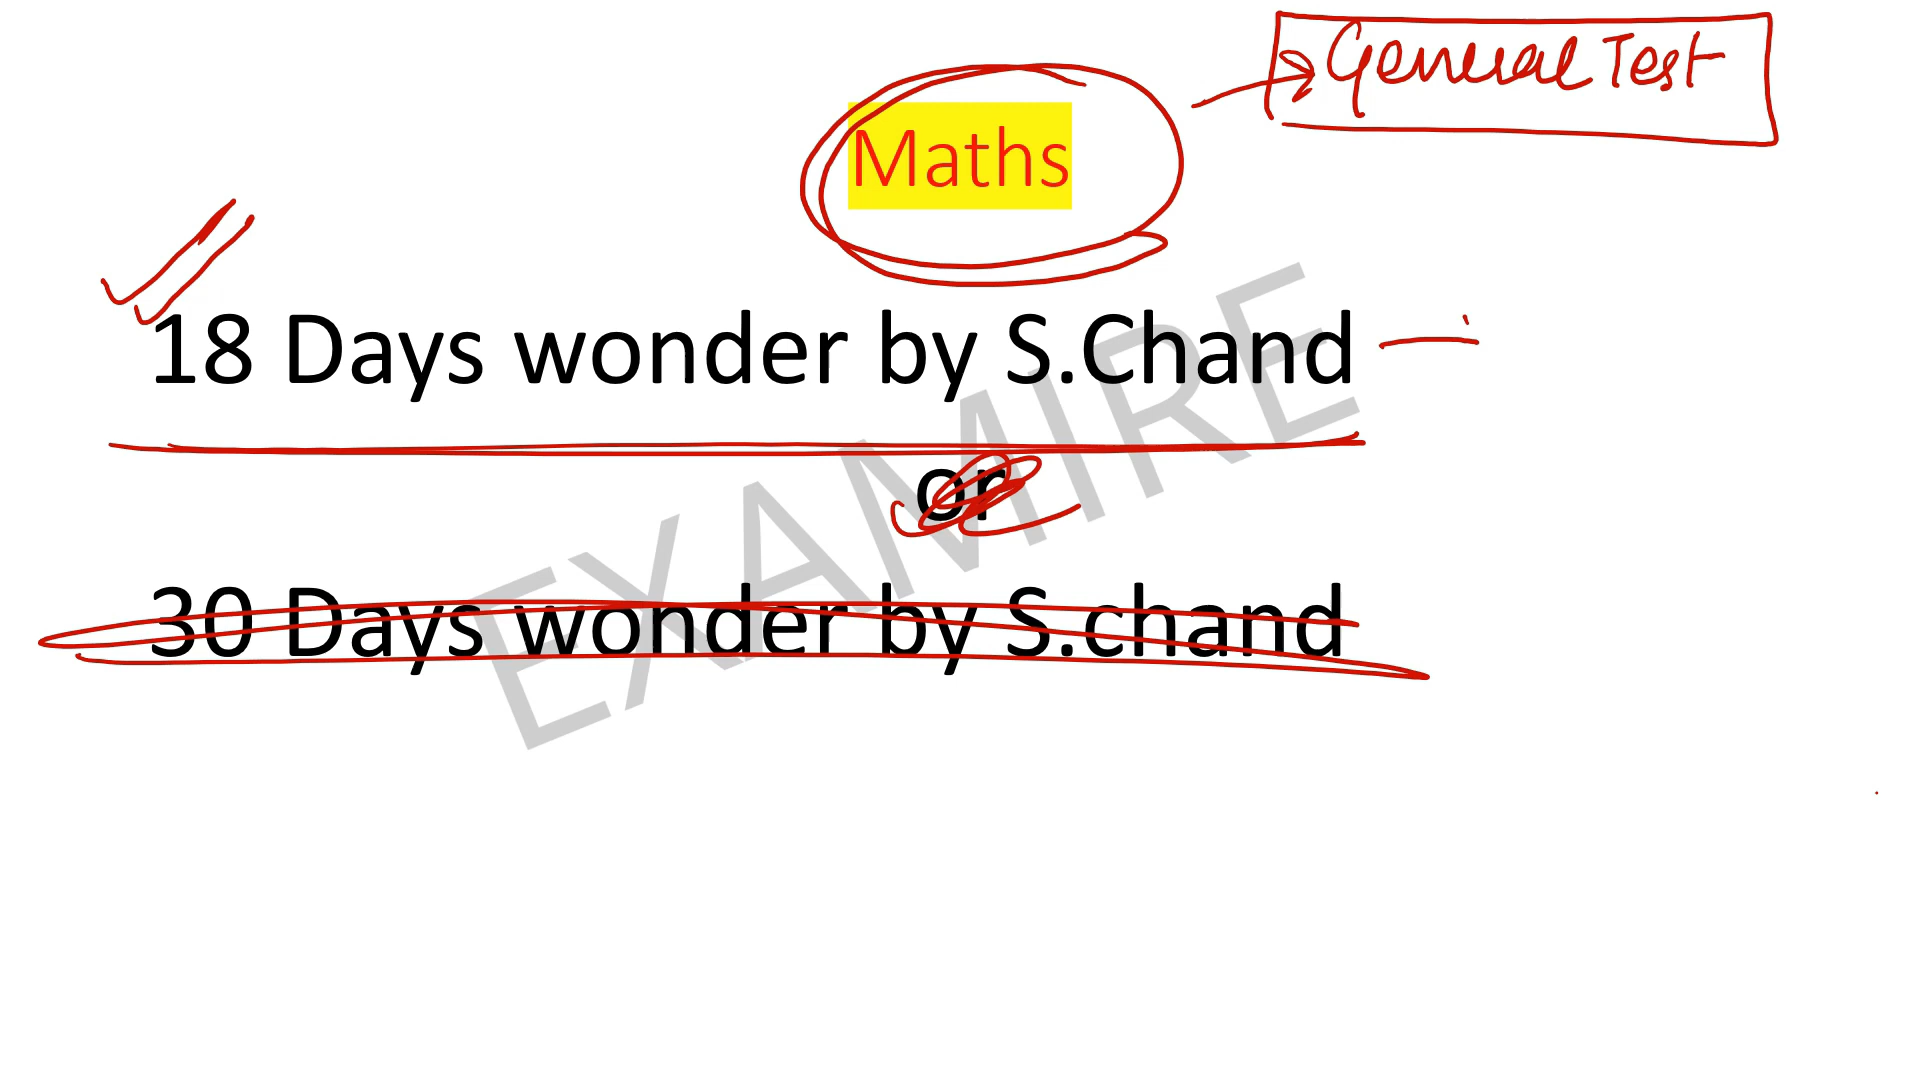 General Test
Maths
18 Days wonder by S.Chand
or
30 Days wonder by S.chand
EXAMIRE